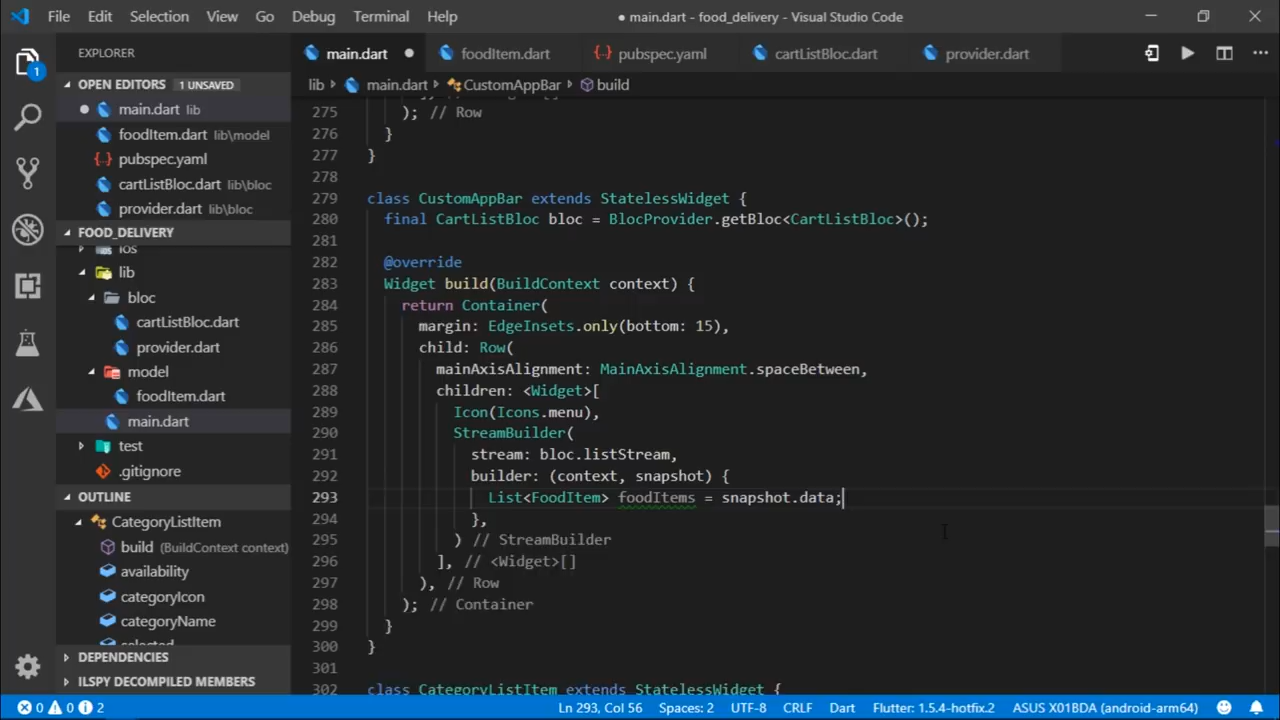 File Edit Selection View Go Debug Terminal Help
● main.dart - food_delivery - Visual Studio Code
EXPLORER
main.dart foodItem.dart pubspec.yaml cartListBloc.dart provider.dart
OPEN EDITORS 1 UNSAVED
lib main.dart CustomAppBar build
1
main.dart lib
foodItem.dart lib\model
pubspec.yaml
cartListBloc.dart lib\bloc
provider.dart lib\bloc
FOOD_DELIVERY
ios
lib
bloc
cartListBloc.dart
provider.dart
model
foodItem.dart
main.dart
test
.gitignore
OUTLINE
CategoryListItem
build (BuildContext context)
availability
categoryIcon
categoryName
selected
DEPENDENCIES
ILSPY DECOMPILED MEMBERS
275 ); // Row
276 }
277 }
278
279 class CustomAppBar extends StatelessWidget {
280 final CartListBloc bloc = BlocProvider.getBloc<CartListBloc>();
281
282 @override
283 Widget build(BuildContext context) {
284 return Container(
285 margin: EdgeInsets.only(bottom: 15),
286 child: Row(
287 mainAxisAlignment: MainAxisAlignment.spaceBetween,
288 children: <Widget>[
289 Icon(Icons.menu),
290 StreamBuilder(
291 stream: bloc.listStream,
292 builder: (context, snapshot) {
293 List<FoodItem> foodItems = snapshot.data;
294 },
295 ) // StreamBuilder
296 ], // <Widget>[]
297 ), // Row
298 ); // Container
299 }
300 }
301
302 class CategoryListItem extends StatelessWidget {
0 0 2 Ln 293, Col 56 Spaces: 2 UTF-8 CRLF Dart Flutter: 1.5.4-hotfix.2 ASUS X01BDA (android-arm64)